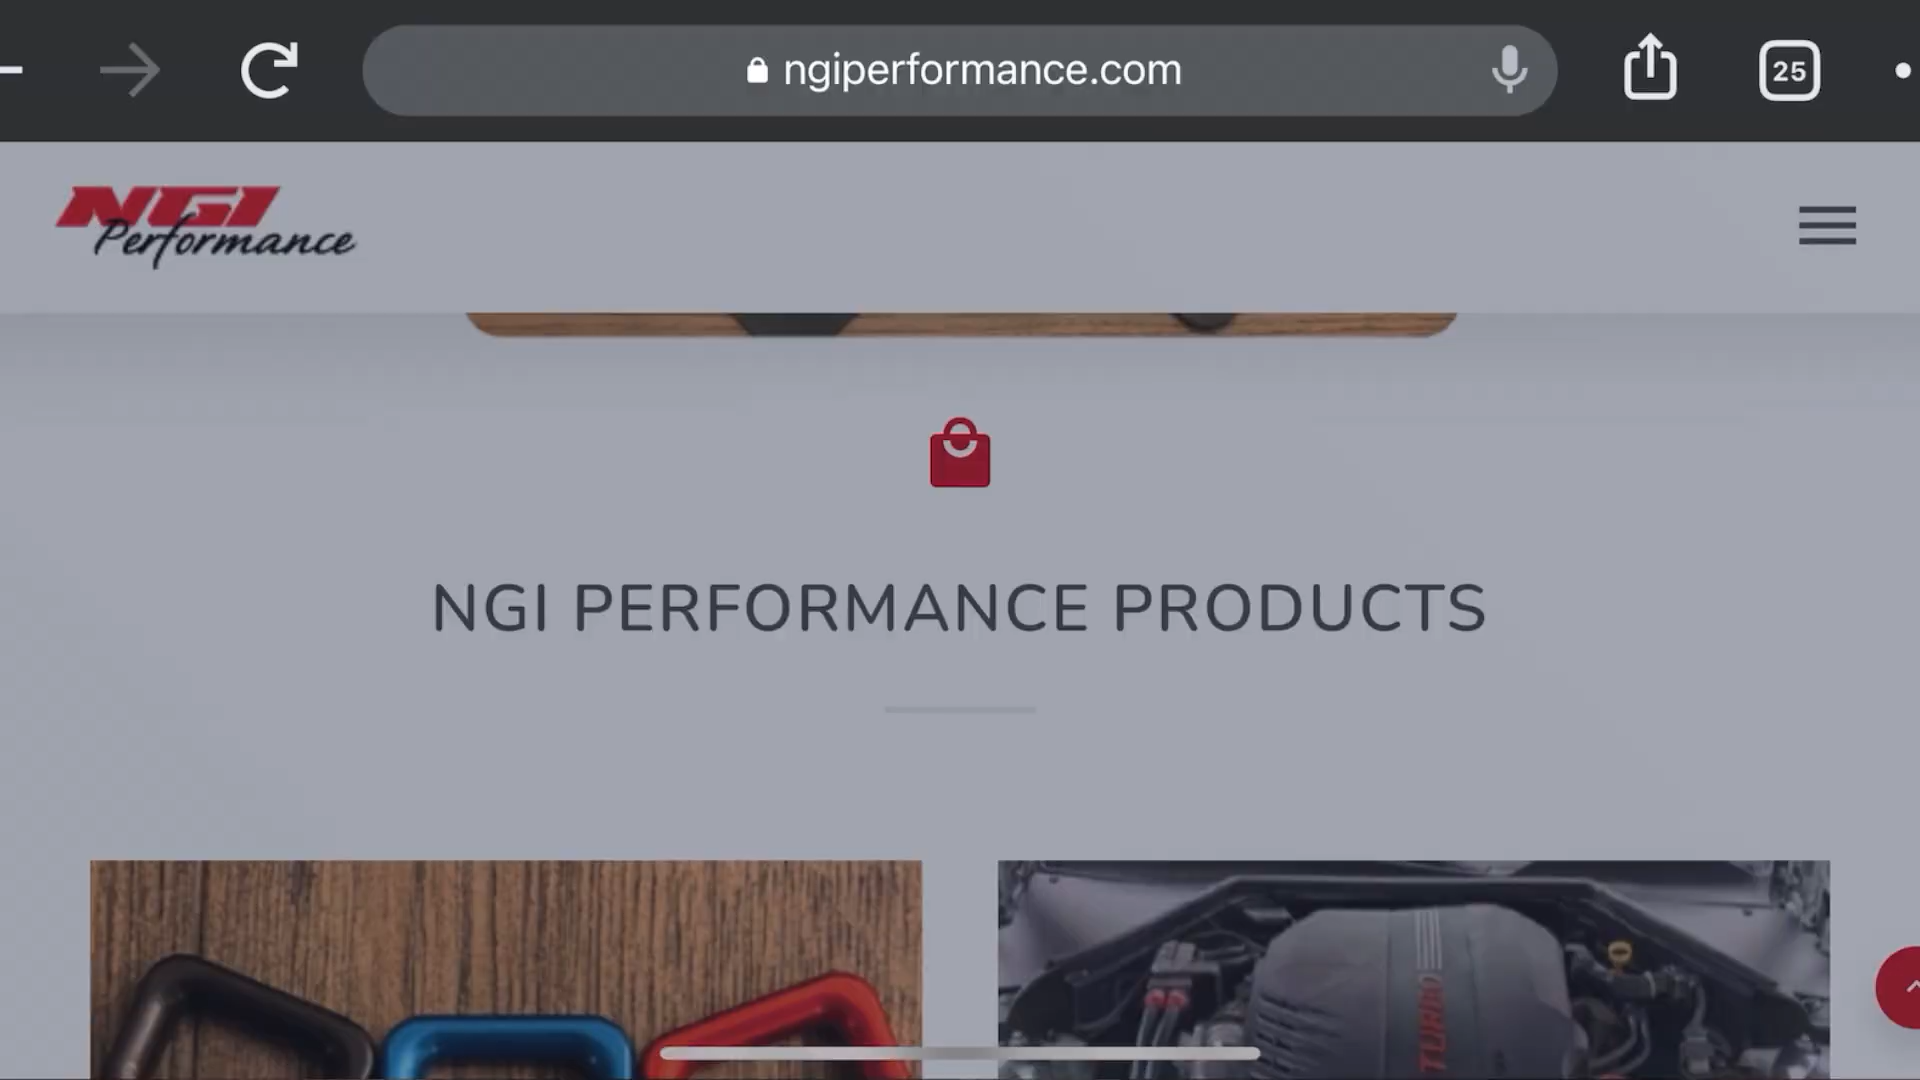 ngiperformance.com
25
NGI
Performance
NGI PERFORMANCE PRODUCTS
TURBO